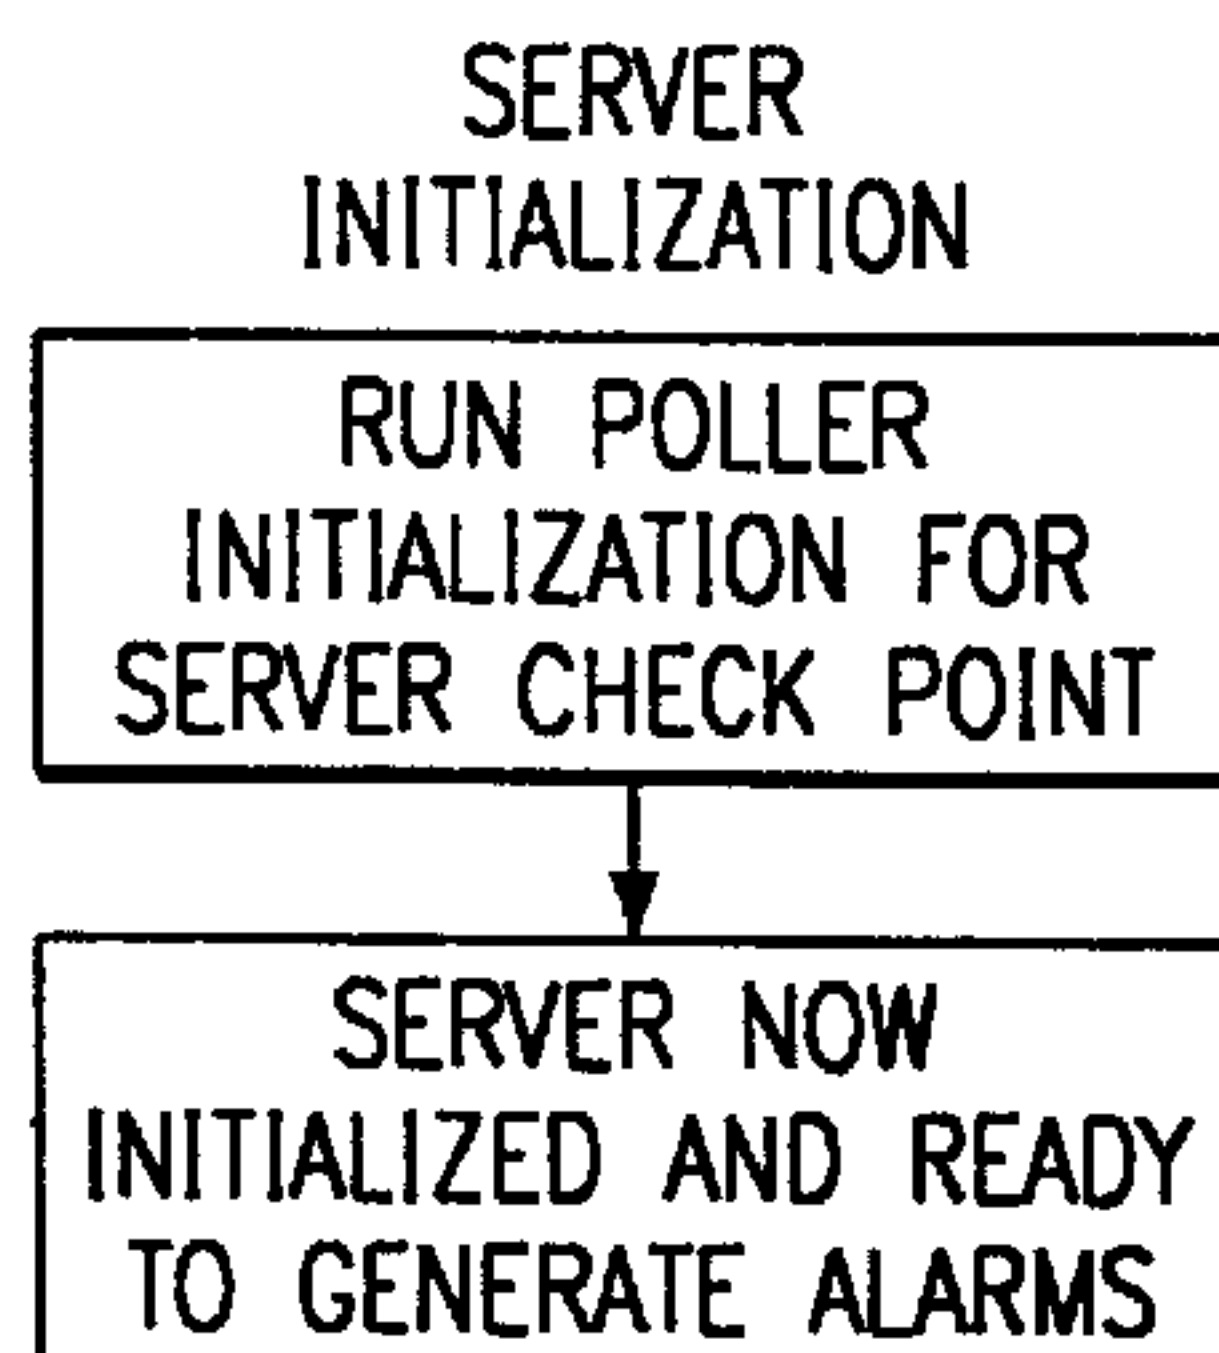 SERVER
INITIALIZATION
RUN POLLER
INITIALIZATION FOR
SERVER CHECK POINT
SERVER NOW
INITIALIZED AND READY
TO GENERATE ALARMS